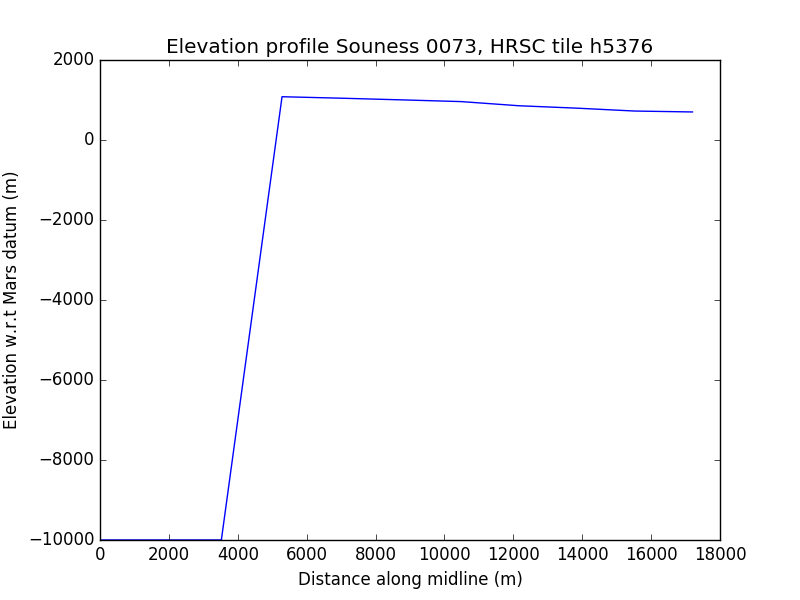 Elevation profile Souness 0073, HRSC tile h5376
2000
0
−2000
−4000
−6000
−8000
−10000
Elevation w.r.t Mars datum (m)
0 2000 4000 6000 8000 10000 12000 14000 16000 18000
Distance along midline (m)